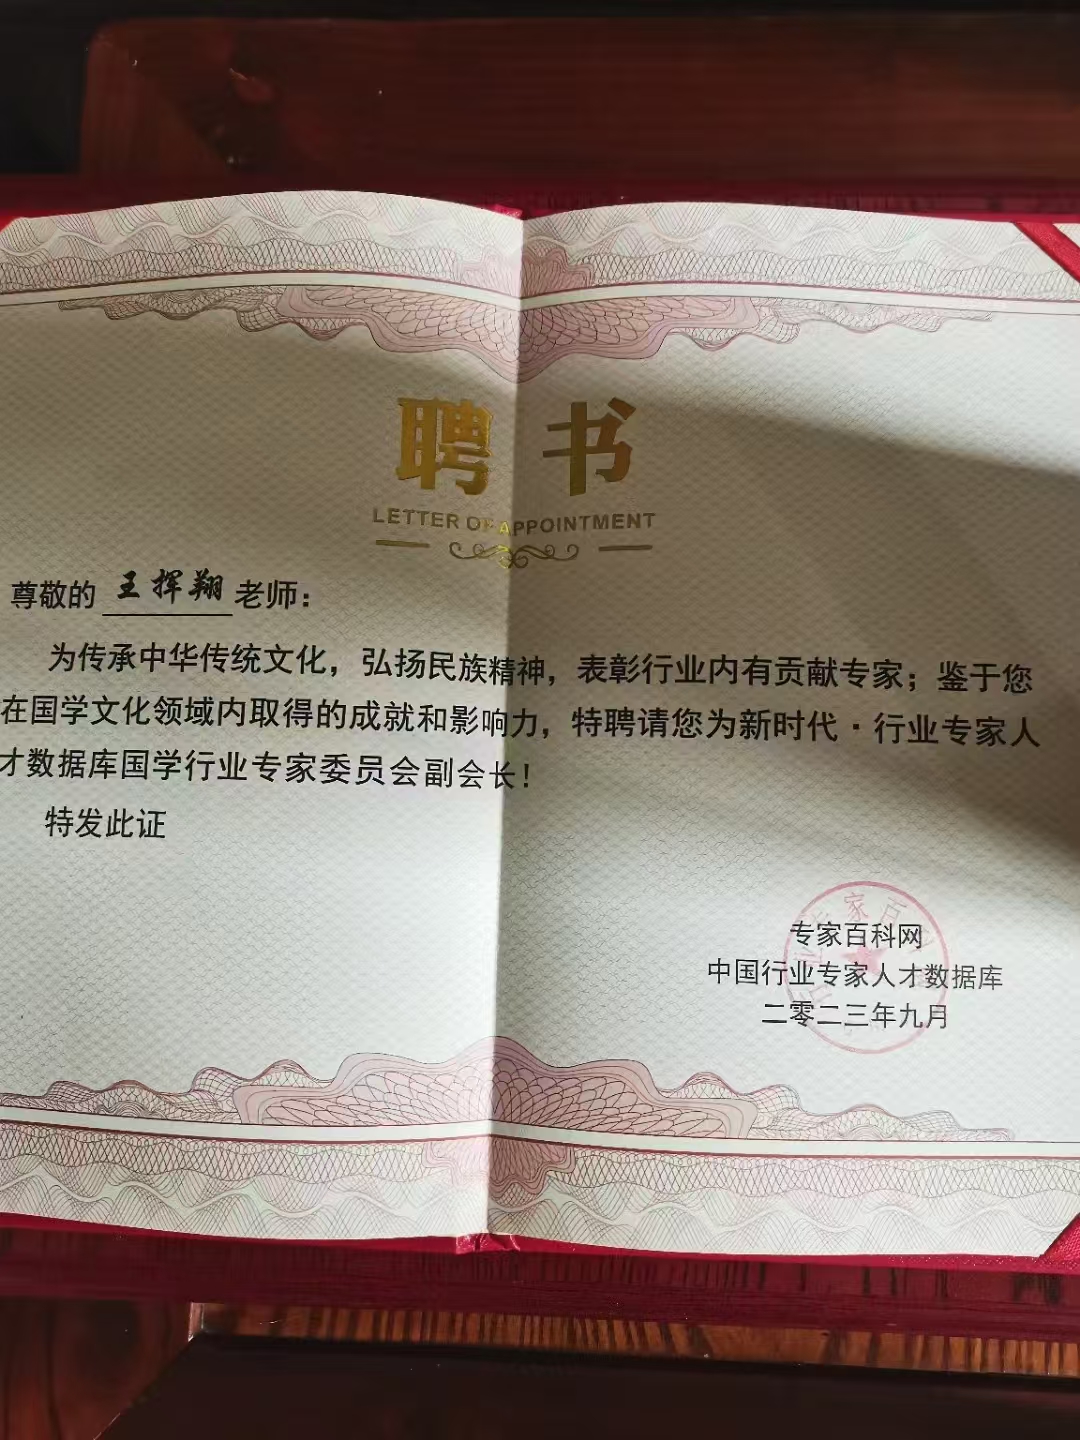 聘书
LETTER OF APPOINTMENT
尊敬的 王挥翔 老师：
为传承中华传统文化，弘扬民族精神，表彰行业内有贡献专家；鉴于您
在国学文化领域内取得的成就和影响力，特聘请您为新时代·行业专家人
才数据库国学行业专家委员会副会长！
特发此证
专家百科网
中国行业专家人才数据库
二零二三年九月